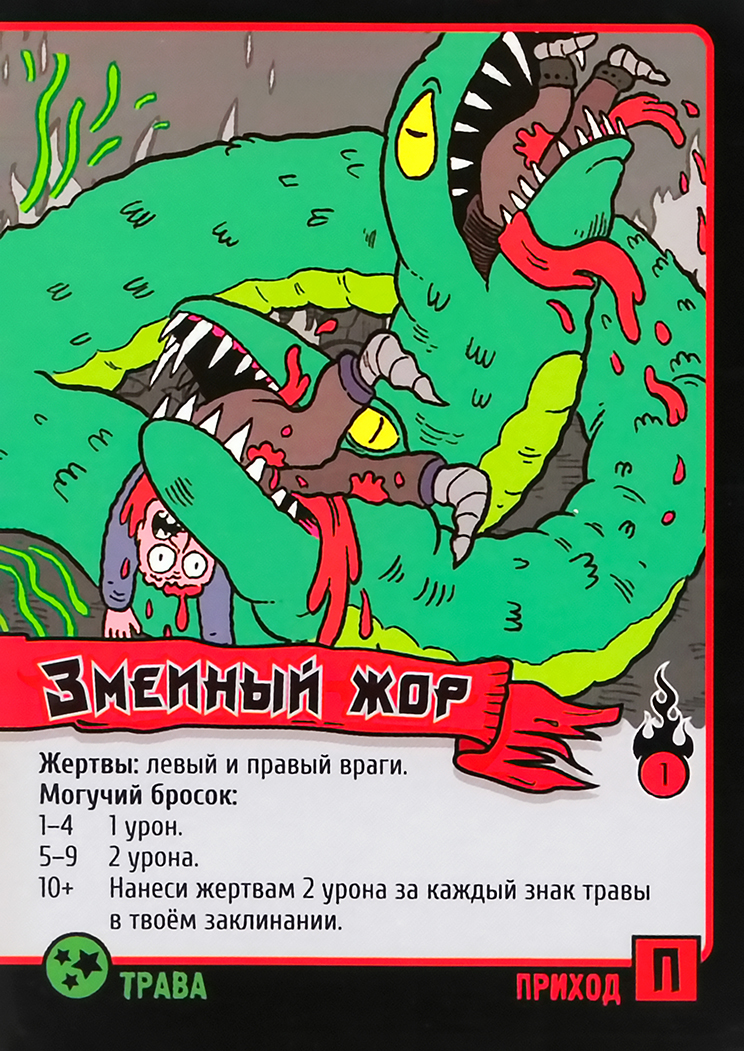 Змеиный жор
1
Жертвы: левый и правый враги.
Могучий бросок:
1–4 1 урон.
5–9 2 урона.
10+ Нанеси жертвам 2 урона за каждый знак травы
в твоём заклинании.
ТРАВА
ПРИХОД П